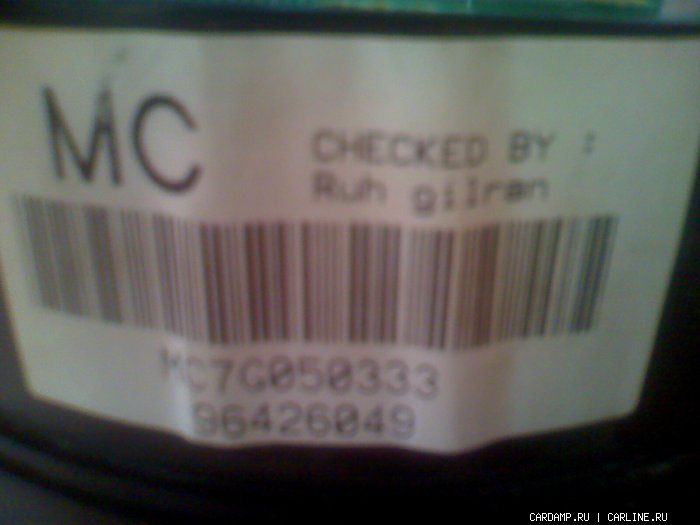 MC
CHECKED BY :
Ruh gilran
MC7G050333
96426049
CARDAMP.RU | CARLINE.RU